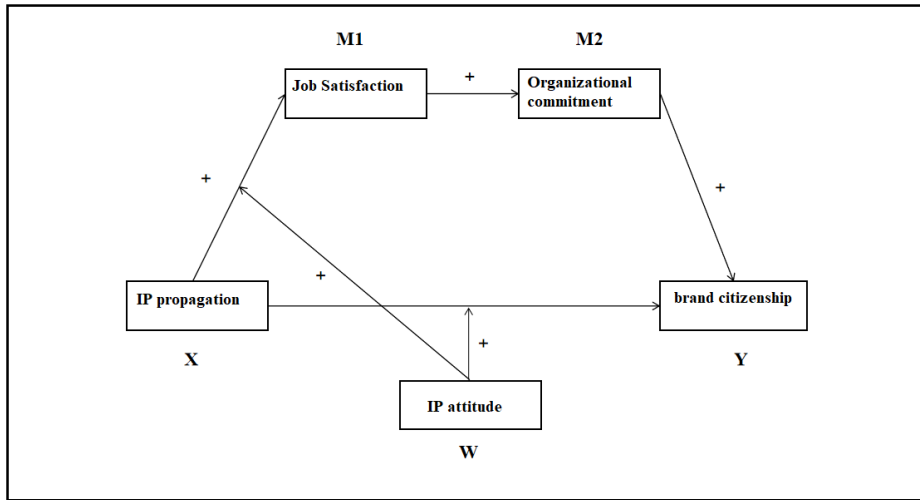 M1
M2
Job Satisfaction
+
Organizational
commitment
+
+
+
IP propagation
brand citizenship
+
X
Y
IP attitude
W